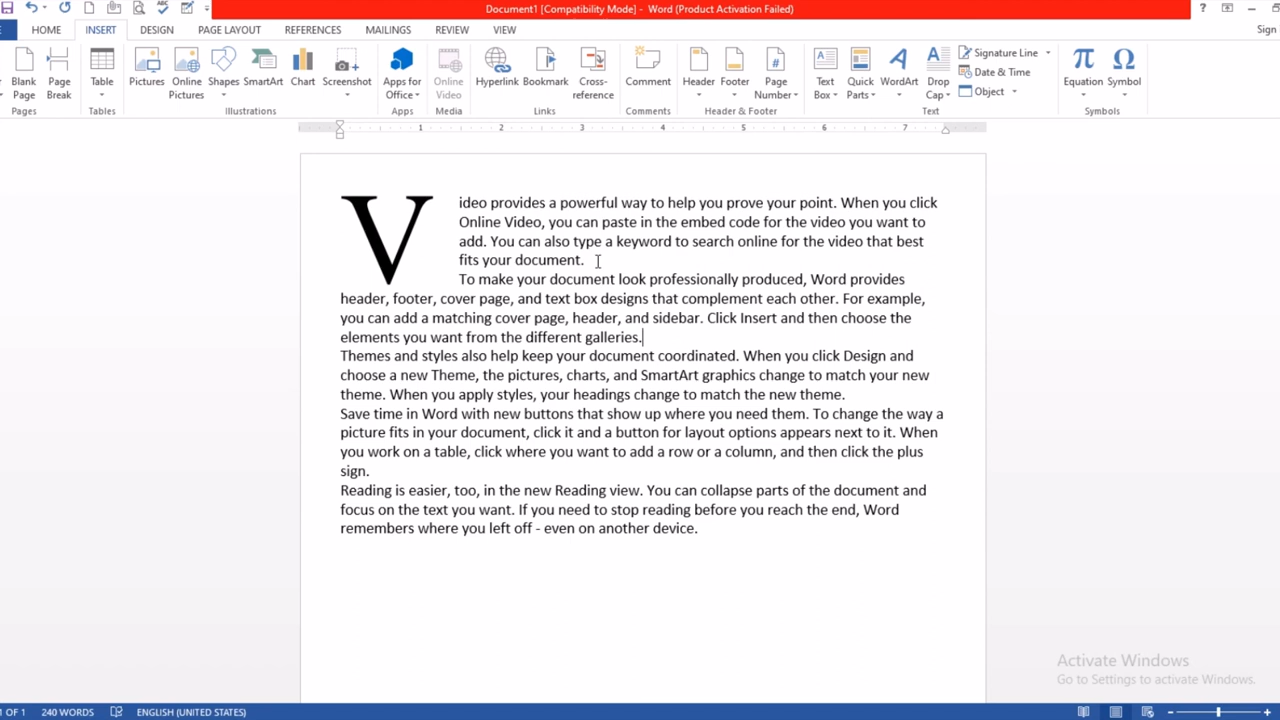 Document1 [Compatibility Mode] - Word (Product Activation Failed)
HOME INSERT DESIGN PAGE LAYOUT REFERENCES MAILINGS REVIEW VIEW Sign
Blank Page
Page Break
Table
Pictures
Online Pictures
Shapes
SmartArt
Chart
Screenshot
Apps for Office
Online Video
Hyperlink
Bookmark
Cross-reference
Comment
Header
Footer
Page Number
Text Box
Quick Parts
WordArt
Drop Cap
Signature Line
Date & Time
Object
Equation
Symbol
Pages Tables Illustrations Apps Media Links Comments Header & Footer Text Symbols
1 2 3 4 5 6 7
Video provides a powerful way to help you prove your point. When you click
Online Video, you can paste in the embed code for the video you want to
add. You can also type a keyword to search online for the video that best
fits your document.
To make your document look professionally produced, Word provides
header, footer, cover page, and text box designs that complement each other. For example,
you can add a matching cover page, header, and sidebar. Click Insert and then choose the
elements you want from the different galleries.
Themes and styles also help keep your document coordinated. When you click Design and
choose a new Theme, the pictures, charts, and SmartArt graphics change to match your new
theme. When you apply styles, your headings change to match the new theme.
Save time in Word with new buttons that show up where you need them. To change the way a
picture fits in your document, click it and a button for layout options appears next to it. When
you work on a table, click where you want to add a row or a column, and then click the plus
sign.
Reading is easier, too, in the new Reading view. You can collapse parts of the document and
focus on the text you want. If you need to stop reading before you reach the end, Word
remembers where you left off - even on another device.
Activate Windows
Go to Settings to activate Windows.
1 OF 1 240 WORDS ENGLISH (UNITED STATES)